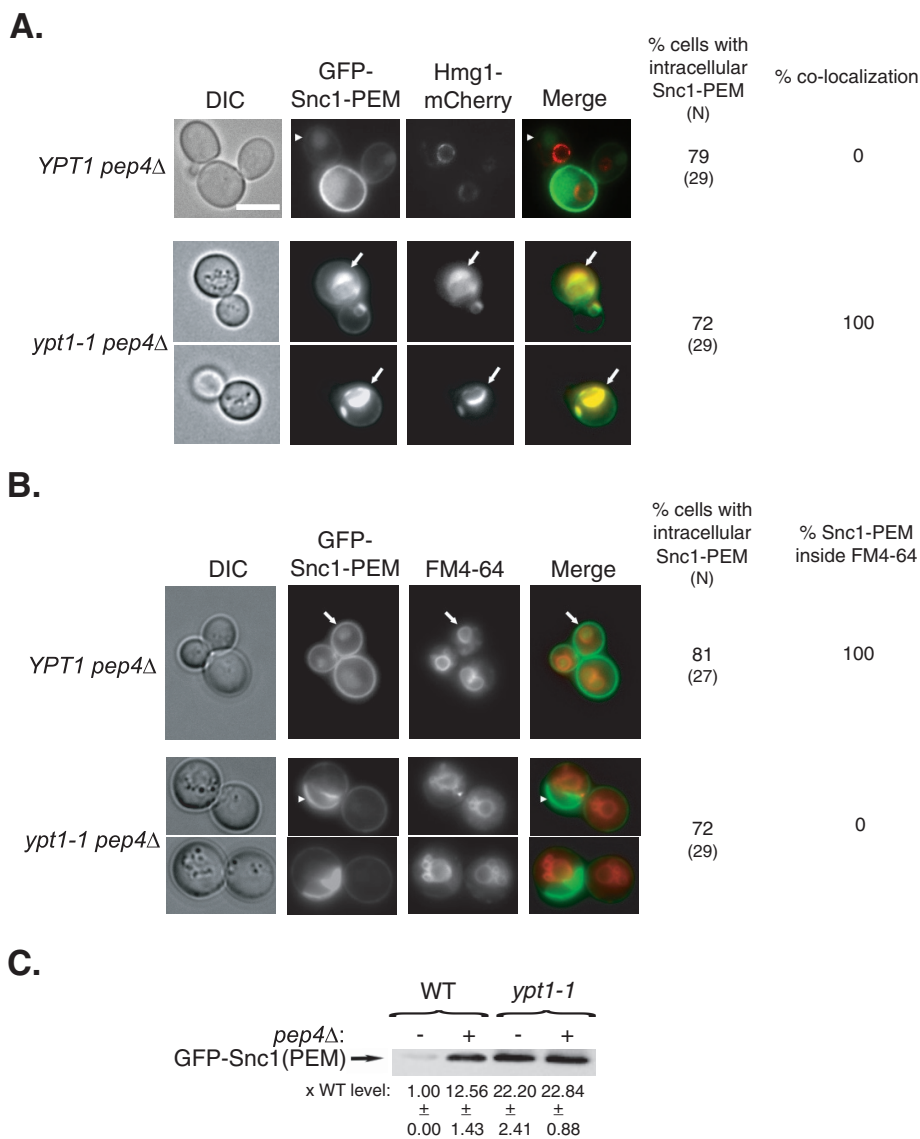 A.
% cells with
intracellular
Snc1-PEM
(N)
% co-localization
DIC
GFP-
Snc1-PEM
Hmg1-
mCherry
Merge
YPT1 pep4Δ
79
(29)
0
ypt1-1 pep4Δ
72
(29)
100
B.
% cells with
intracellular
Snc1-PEM
(N)
% Snc1-PEM
inside FM4-64
DIC
GFP-
Snc1-PEM
FM4-64
Merge
YPT1 pep4Δ
81
(27)
100
ypt1-1 pep4Δ
72
(29)
0
C.
WT ypt1-1
pep4Δ: - + - +
GFP-Snc1(PEM)
x WT level: 1.00 12.56 22.20 22.84
± ± ± ±
0.00 1.43 2.41 0.88